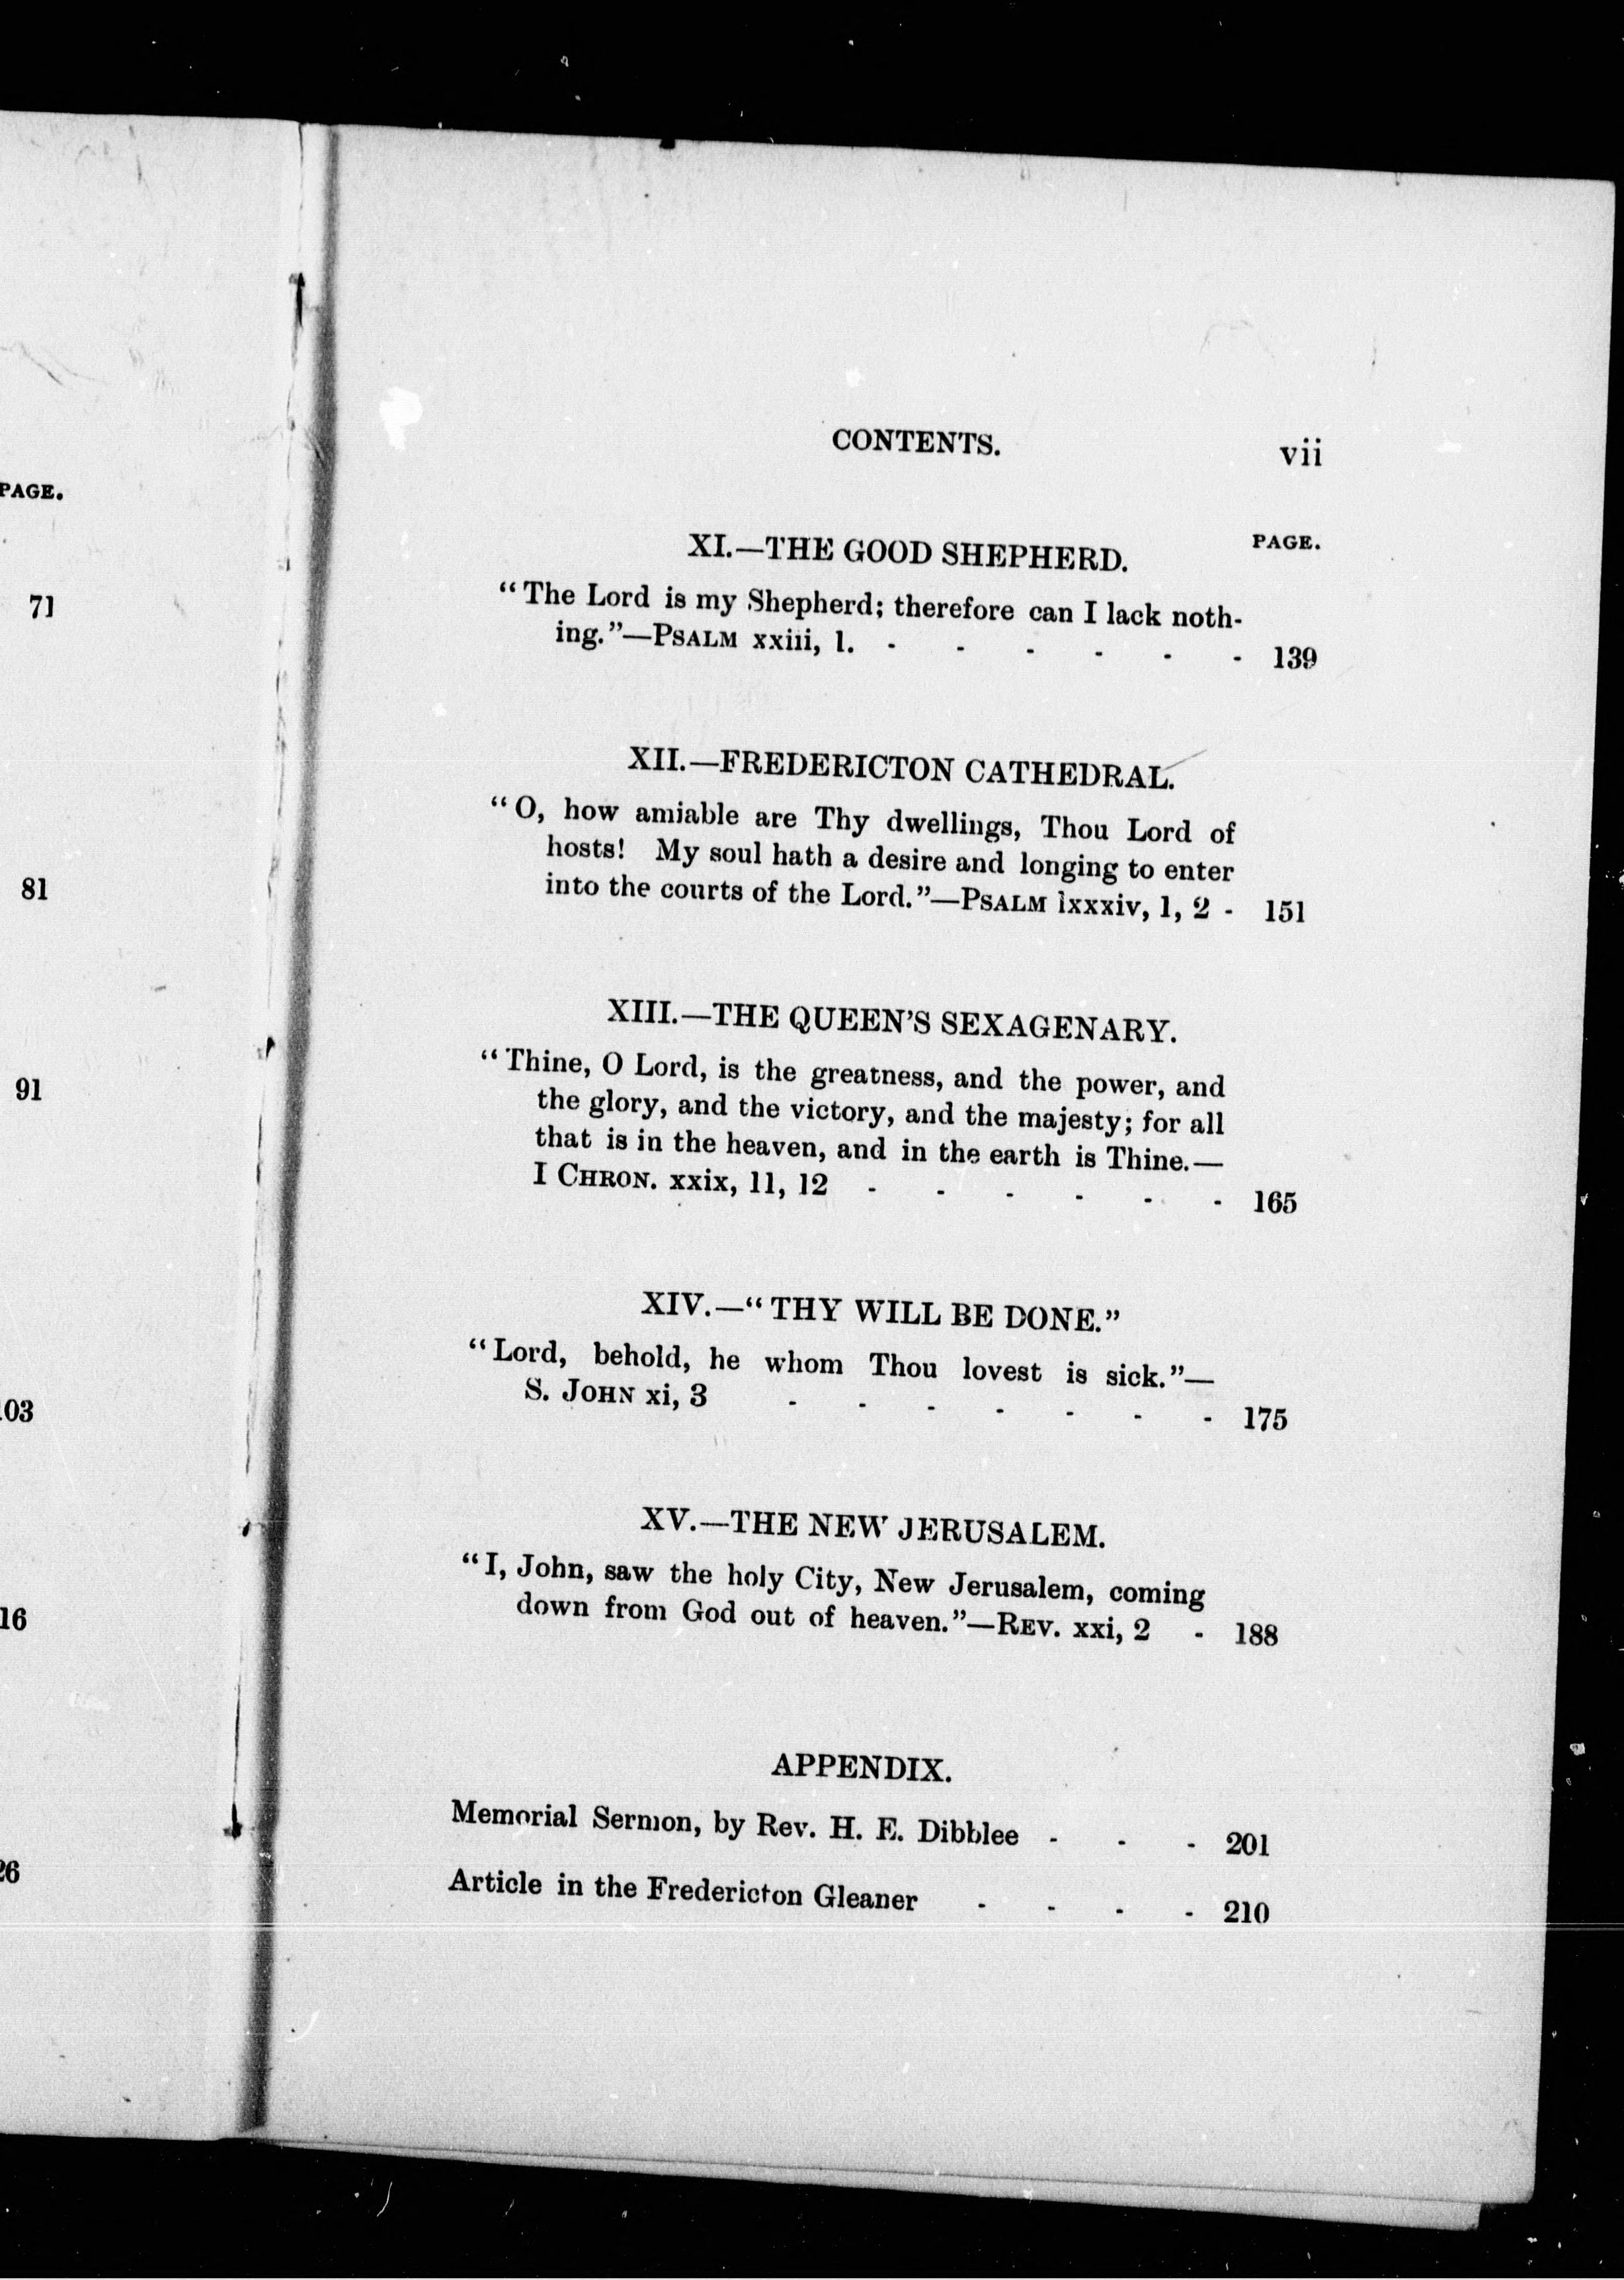 PAGE.
71
81
91
103
16
26
CONTENTS. vii
PAGE.
XI.—THE GOOD SHEPHERD.
“The Lord is my Shepherd; therefore can I lack noth-
ing.”—PSALM xxiii, 1. - - - - - - 139
XII.—FREDERICTON CATHEDRAL.
“O, how amiable are Thy dwellings, Thou Lord of
hosts! My soul hath a desire and longing to enter
into the courts of the Lord.”—PSALM lxxxiv, 1, 2 - 151
XIII.—THE QUEEN’S SEXAGENARY.
“Thine, O Lord, is the greatness, and the power, and
the glory, and the victory, and the majesty; for all
that is in the heaven, and in the earth is Thine.—
I CHRON. xxix, 11, 12 - - - - - - 165
XIV.—“THY WILL BE DONE.”
“Lord, behold, he whom Thou lovest is sick.”—
S. JOHN xi, 3 - - - - - - - 175
XV.—THE NEW JERUSALEM.
“I, John, saw the holy City, New Jerusalem, coming
down from God out of heaven.”—REV. xxi, 2 - 188
APPENDIX.
Memorial Sermon, by Rev. H. E. Dibblee - - - 201
Article in the Fredericton Gleaner - - - - 210